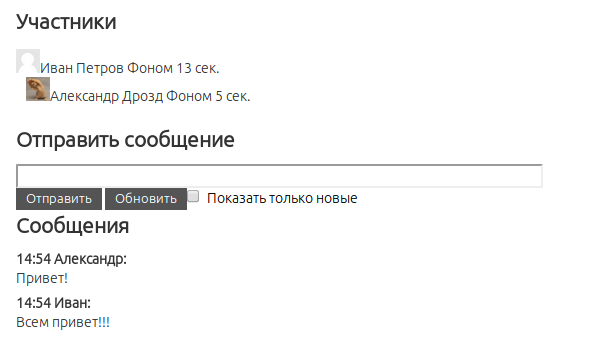 Участники
Иван Петров Фоном 13 сек.
Александр Дрозд Фоном 5 сек.
Отправить сообщение
Отправить Обновить Показать только новые
Сообщения
14:54 Александр:
Привет!
14:54 Иван:
Всем привет!!!